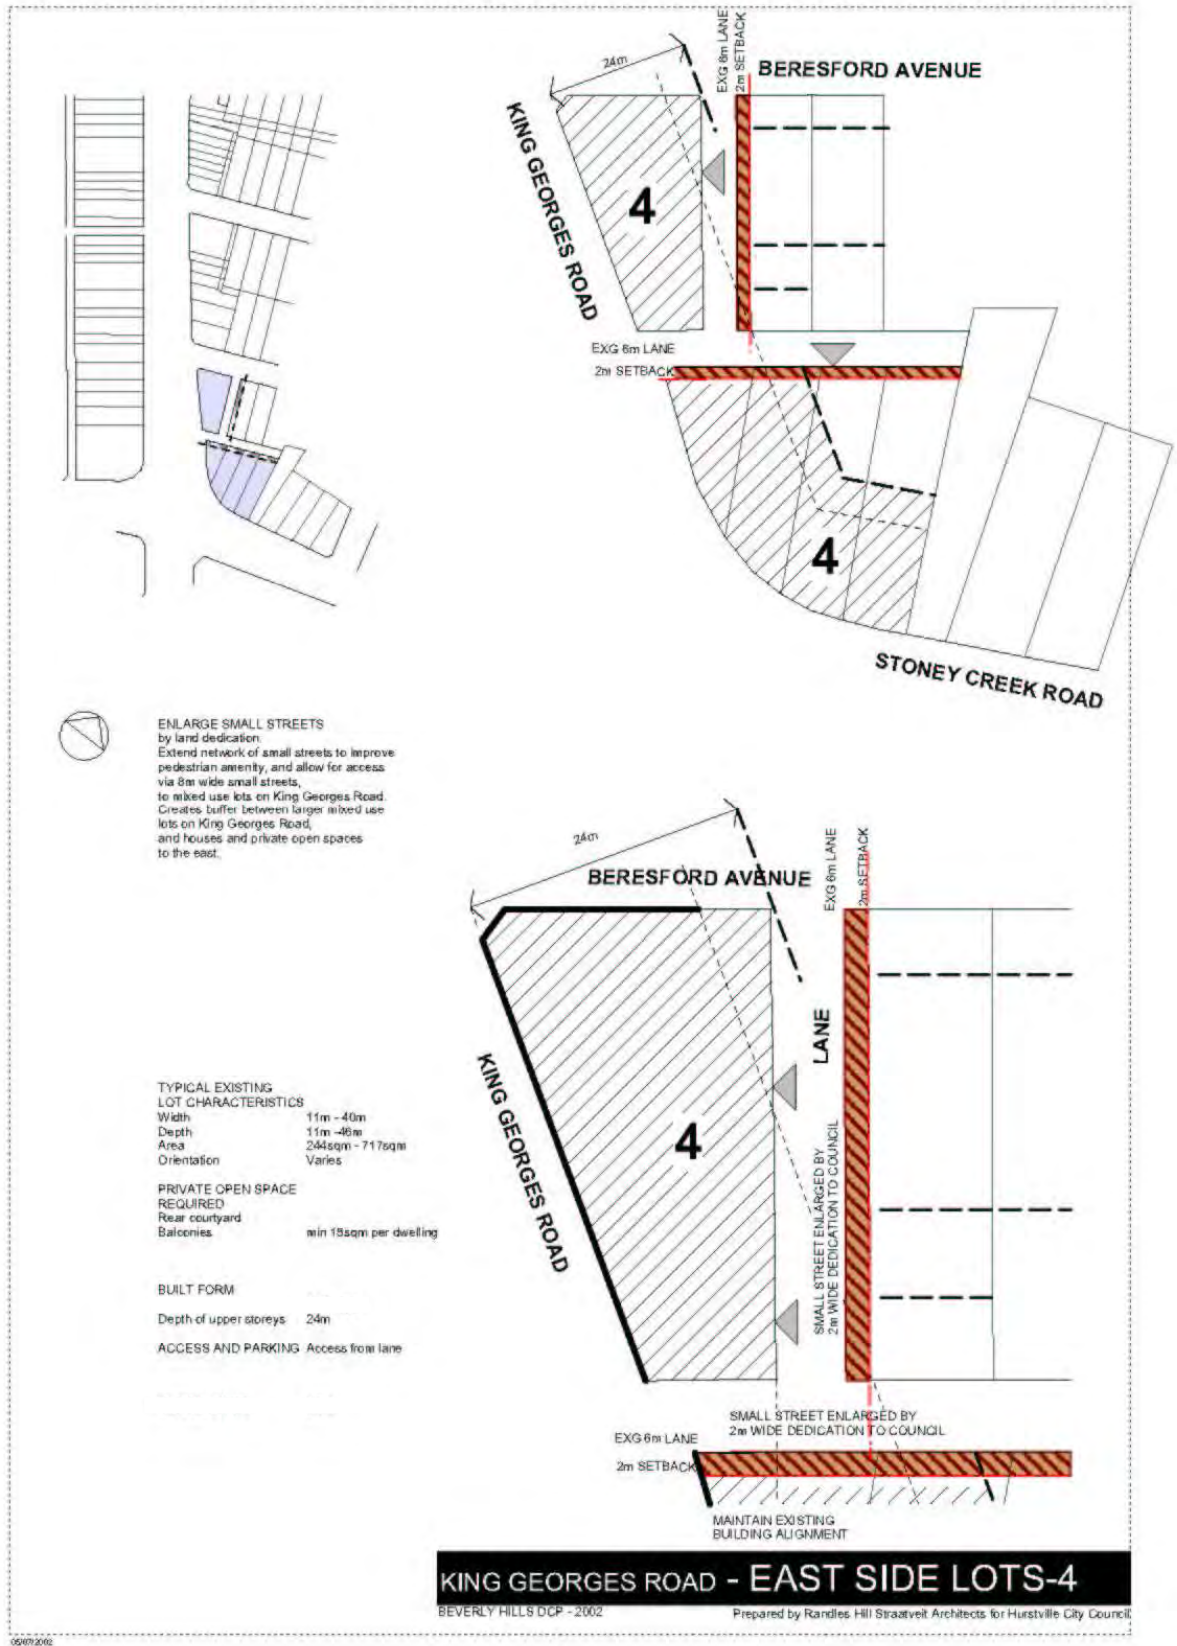 24m
EXG 6m LANE
2m SETBACK
BERESFORD AVENUE
KING GEORGES ROAD
4
EXG 6m LANE
2m SETBACK
4
STONEY CREEK ROAD
ENLARGE SMALL STREETS
by land dedication.
Extend network of small streets to improve
pedestrian amenity, and allow for access
via 8m wide small streets,
to mixed use lots on King Georges Road.
Creates buffer between larger mixed use
lots on King Georges Road,
and houses and private open spaces
to the east.
24m
BERESFORD AVENUE
EXG 6m LANE
2m SETBACK
LANE
KING GEORGES ROAD
4
SMALL STREET ENLARGED BY
2m WIDE DEDICATION TO COUNCIL
TYPICAL EXISTING
LOT CHARACTERISTICS
Width 11m - 40m
Depth 11m -46m
Area 244sqm - 717sqm
Orientation Varies
PRIVATE OPEN SPACE
REQUIRED
Rear courtyard
Balconies min 18sqm per dwelling
BUILT FORM
Depth of upper storeys 24m
ACCESS AND PARKING Access from lane
SMALL STREET ENLARGED BY
2m WIDE DEDICATION TO COUNCIL
EXG 6m LANE
2m SETBACK
MAINTAIN EXISTING
BUILDING ALIGNMENT
KING GEORGES ROAD - EAST SIDE LOTS-4
BEVERLY HILLS DCP - 2002
Prepared by Randles Hill Straatveit Architects for Hurstville City Council
05/07/2002